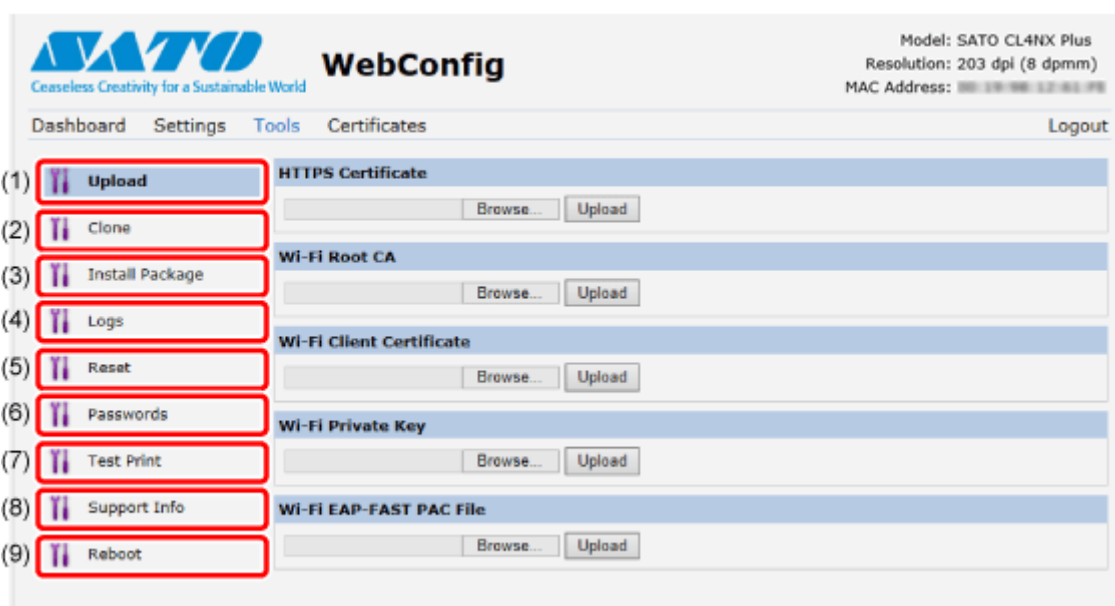 SATO
Ceaseless Creativity for a Sustainable World
WebConfig
Model: SATO CL4NX Plus
Resolution: 203 dpi (8 dpmm)
MAC Address:
Dashboard Settings Tools Certificates Logout
(1) Upload
(2) Clone
(3) Install Package
(4) Logs
(5) Reset
(6) Passwords
(7) Test Print
(8) Support Info
(9) Reboot
HTTPS Certificate
Browse... Upload
Wi-Fi Root CA
Browse... Upload
Wi-Fi Client Certificate
Browse... Upload
Wi-Fi Private Key
Browse... Upload
Wi-Fi EAP-FAST PAC File
Browse... Upload